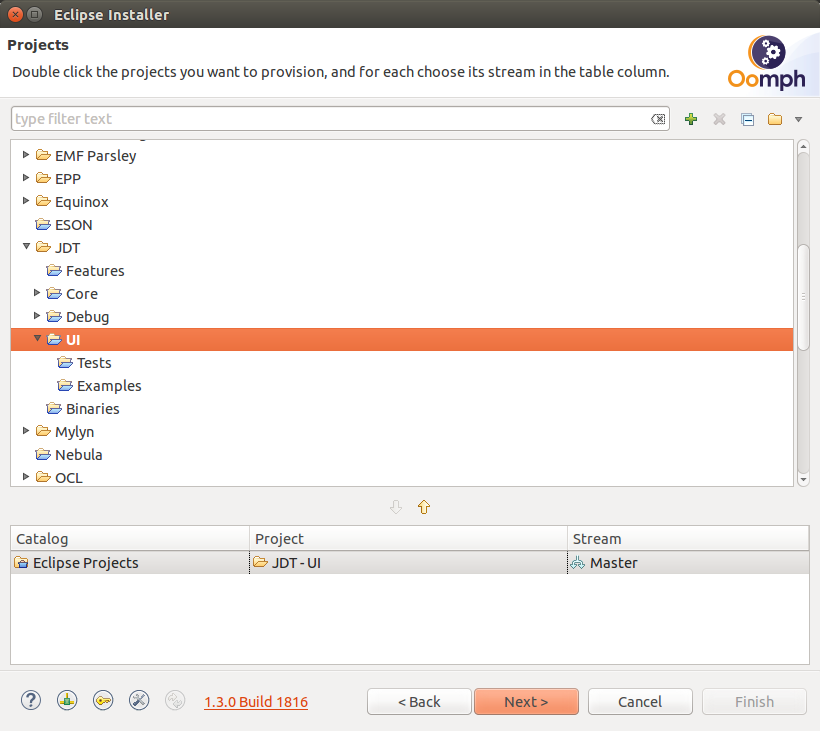 Eclipse Installer
Projects
Double click the projects you want to provision, and for each choose its stream in the table column.
Oomph
type filter text
EMF Parsley
EPP
Equinox
ESON
JDT
Features
Core
Debug
UI
Tests
Examples
Binaries
Mylyn
Nebula
OCL
Catalog Project Stream
Eclipse Projects JDT - UI Master
? 1.3.0 Build 1816 < Back Next > Cancel Finish